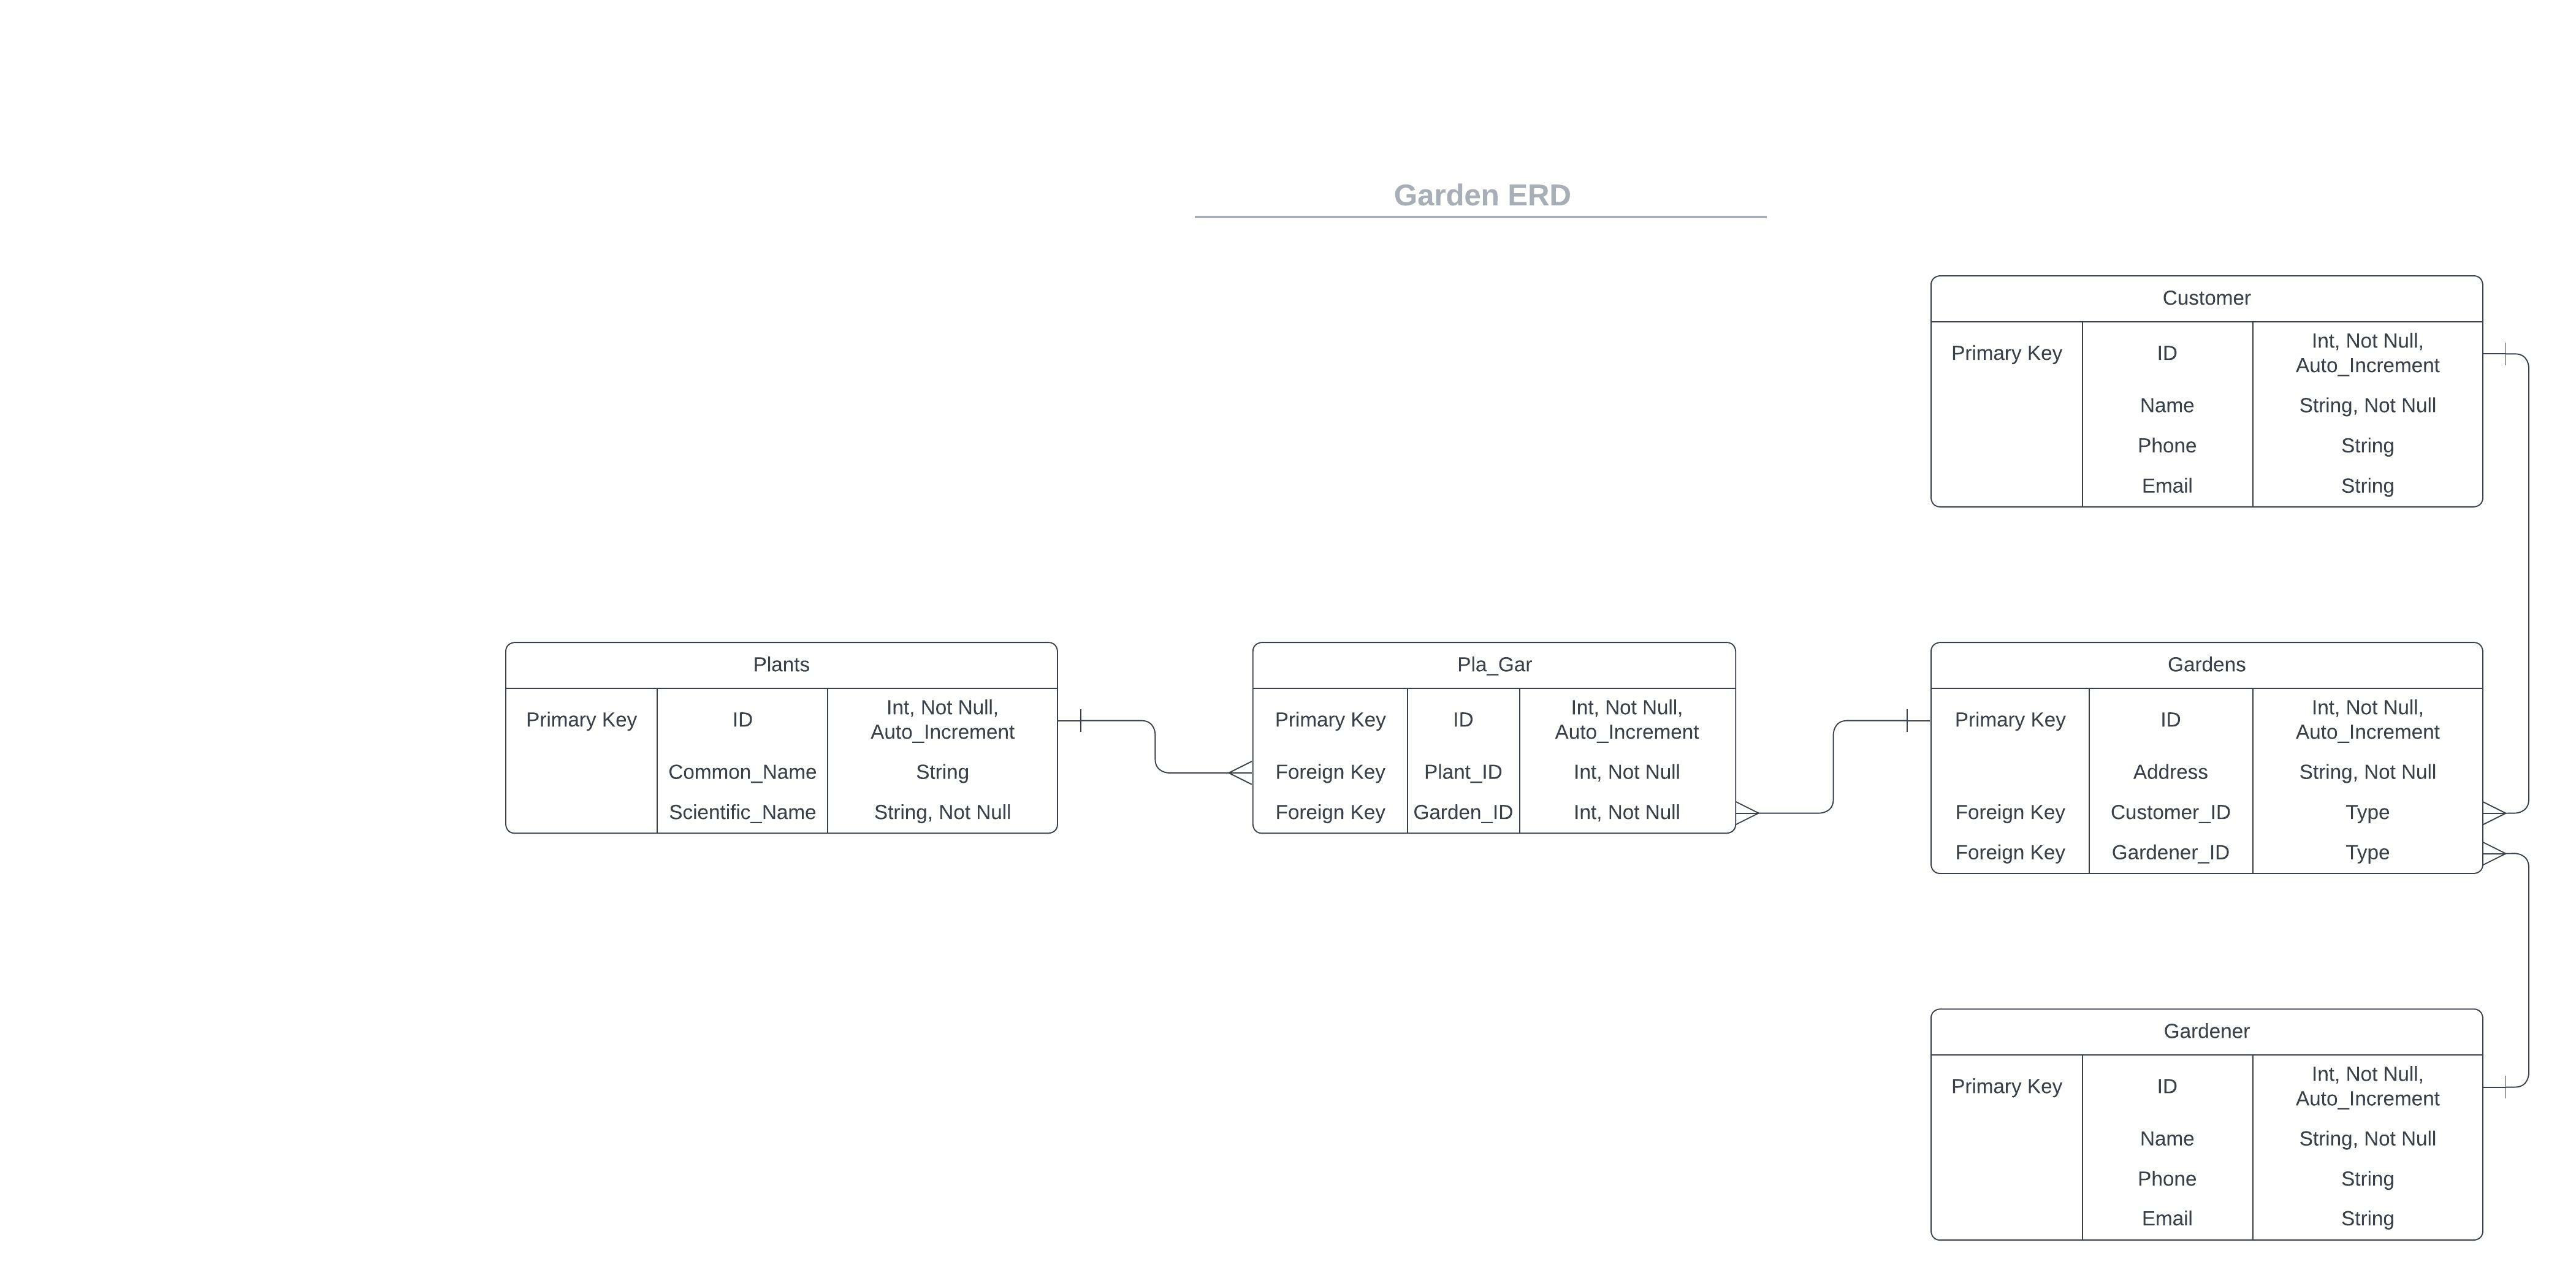 Garden ERD
Customer
Primary Key ID Int, Not Null,
Auto_Increment
Name String, Not Null
Phone String
Email String
Plants
Primary Key ID Int, Not Null,
Auto_Increment
Common_Name String
Scientific_Name String, Not Null
Pla_Gar
Primary Key ID Int, Not Null,
Auto_Increment
Foreign Key Plant_ID Int, Not Null
Foreign Key Garden_ID Int, Not Null
Gardens
Primary Key ID Int, Not Null,
Auto_Increment
Address String, Not Null
Foreign Key Customer_ID Type
Foreign Key Gardener_ID Type
Gardener
Primary Key ID Int, Not Null,
Auto_Increment
Name String, Not Null
Phone String
Email String